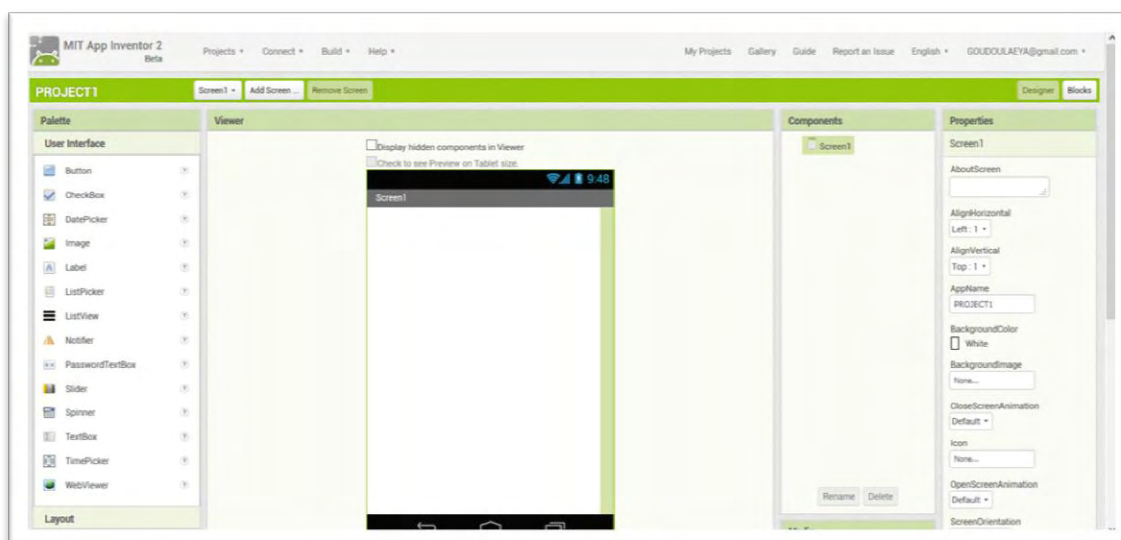 MIT App Inventor 2
Beta
Projects Connect Build Help My Projects Gallery Guide Report an Issue English GOUDOULAEYA@gmail.com
PROJECT1 Screen1 Add Screen ... Remove Screen Designer Blocks
Palette
User Interface
Button
CheckBox
DatePicker
Image
Label
ListPicker
ListView
Notifier
PasswordTextBox
Slider
Spinner
TextBox
TimePicker
WebViewer
Layout
Viewer
Display hidden components in Viewer
Check to see Preview on Tablet size.
9:48
Screen1
Components
Screen1
Rename Delete
Properties
Screen1
AboutScreen
AlignHorizontal
Left : 1
AlignVertical
Top : 1
AppName
PROJECT1
BackgroundColor
White
BackgroundImage
None...
CloseScreenAnimation
Default
Icon
None...
OpenScreenAnimation
Default
ScreenOrientation